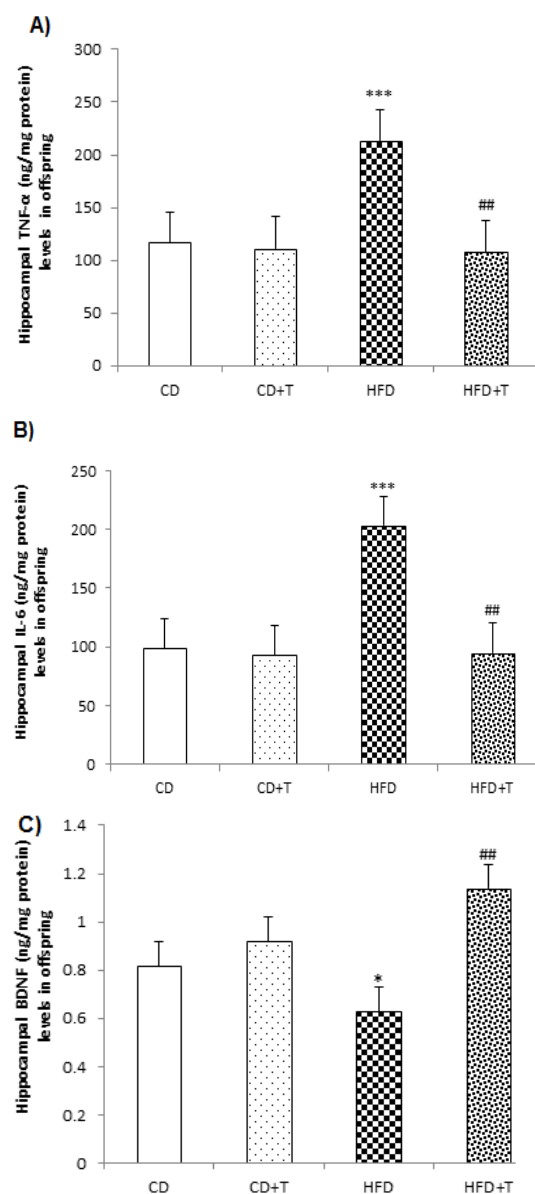 A)
Hippocampal TNF-α (ng/mg protein)
levels in offspring
300
250
200
150
100
50
0
***
##
CD
CD+T
HFD
HFD+T
B)
Hippocampal IL-6 (ng/mg protein)
levels in offspring
250
200
150
100
50
0
***
##
CD
CD+T
HFD
HFD+T
C)
Hippocampal BDNF (ng/mg protein)
levels in offspring
1.4
1.2
1
0.8
0.6
0.4
0.2
0
*
##
CD
CD+T
HFD
HFD+T